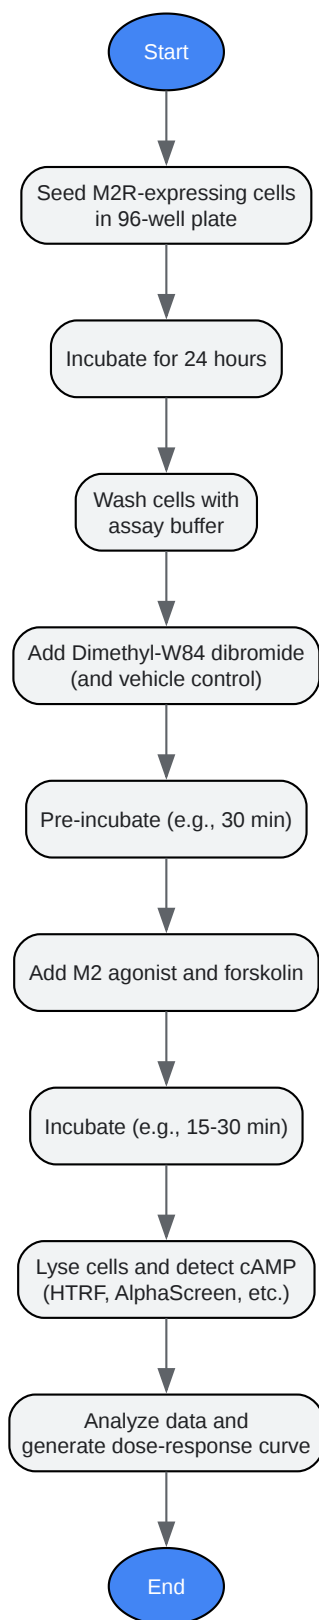 Start
Seed M2R-expressing cells
in 96-well plate
Incubate for 24 hours
Wash cells with
assay buffer
Add Dimethyl-W84 dibromide
(and vehicle control)
Pre-incubate (e.g., 30 min)
Add M2 agonist and forskolin
Incubate (e.g., 15-30 min)
Lyse cells and detect cAMP
(HTRF, AlphaScreen, etc.)
Analyze data and
generate dose-response curve
End